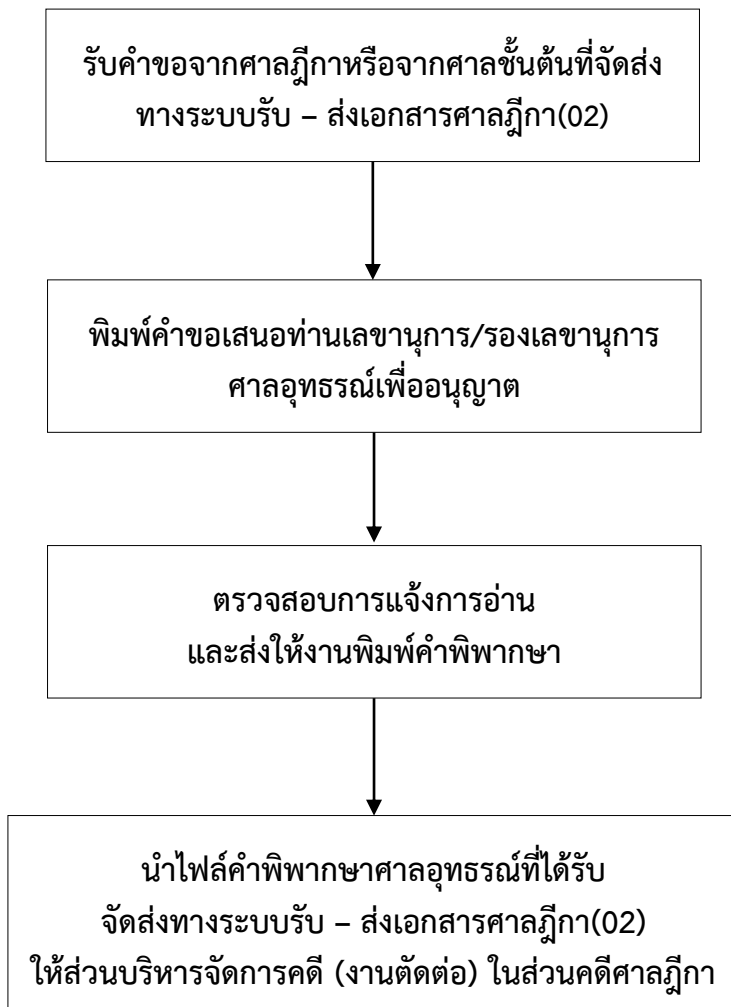 รับคำขอจากศาลฎีกาหรือจากศาลชั้นต้นที่จัดส่ง
ทางระบบรับ – ส่งเอกสารศาลฎีกา(02)
พิมพ์คำขอเสนอท่านเลขานุการ/รองเลขานุการ
ศาลอุทธรณ์เพื่ออนุญาต
ตรวจสอบการแจ้งการอ่าน
และส่งให้งานพิมพ์คำพิพากษา
นำไฟล์คำพิพากษาศาลอุทธรณ์ที่ได้รับ
จัดส่งทางระบบรับ – ส่งเอกสารศาลฎีกา(02)
ให้ส่วนบริหารจัดการคดี (งานตัดต่อ) ในส่วนคดีศาลฎีกา